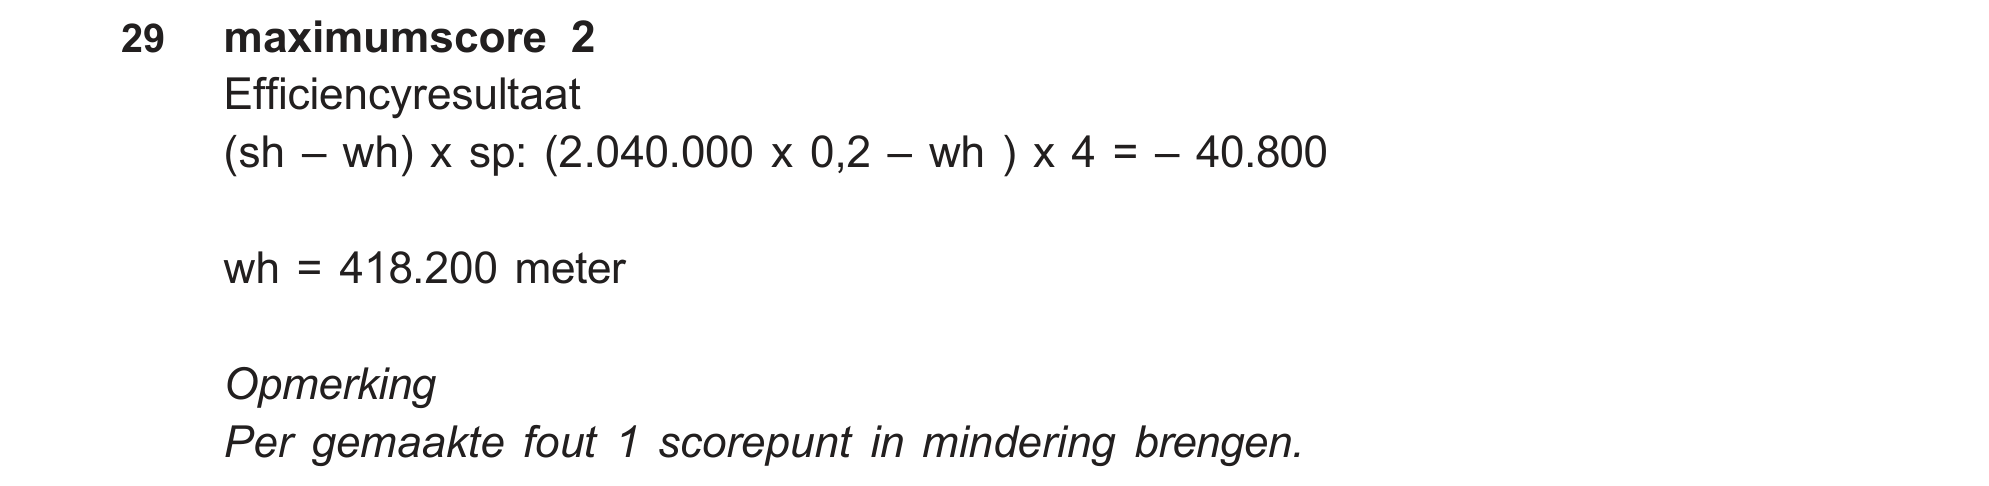 29 maximumscore 2
Efficiencyresultaat
(sh – wh) x sp: (2.040.000 x 0,2 – wh ) x 4 = – 40.800
wh = 418.200 meter
Opmerking
Per gemaakte fout 1 scorepunt in mindering brengen.